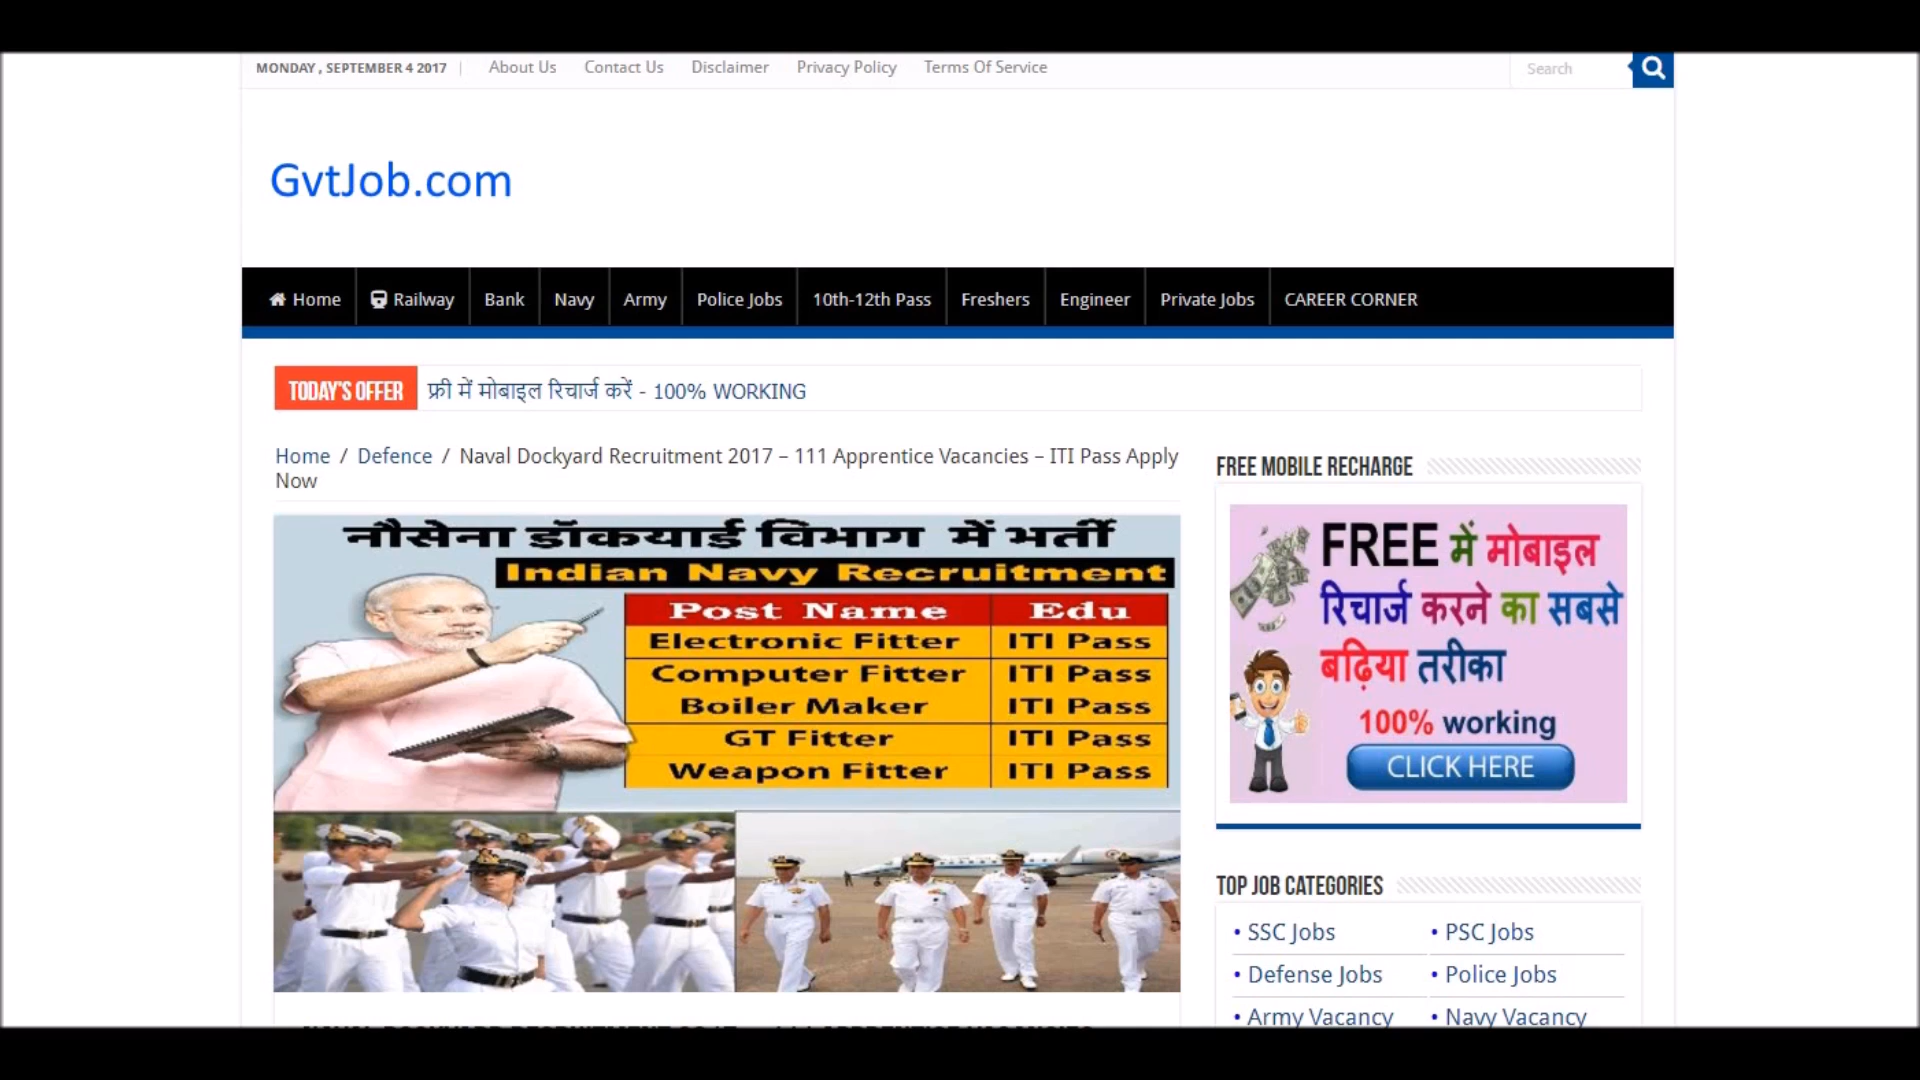 MONDAY , SEPTEMBER 4 2017 About Us Contact Us Disclaimer Privacy Policy Terms Of Service Search
GvtJob.com
Home Railway Bank Navy Army Police Jobs 10th-12th Pass Freshers Engineer Private Jobs CAREER CORNER
TODAY'S OFFER फ्री में मोबाइल रिचार्ज करें - 100% WORKING
Home / Defence / Naval Dockyard Recruitment 2017 – 111 Apprentice Vacancies – ITI Pass Apply
Now
नौसेना डॉकयार्ड विभाग में भर्ती
Indian Navy Recruitment
Post Name Edu
Electronic Fitter ITI Pass
Computer Fitter ITI Pass
Boiler Maker ITI Pass
GT Fitter ITI Pass
Weapon Fitter ITI Pass
FREE MOBILE RECHARGE
FREE में मोबाइल
रिचार्ज करने का सबसे
बढ़िया तरीका
100% working
CLICK HERE
TOP JOB CATEGORIES
• SSC Jobs • PSC Jobs
• Defense Jobs • Police Jobs
• Army Vacancy • Navy Vacancy